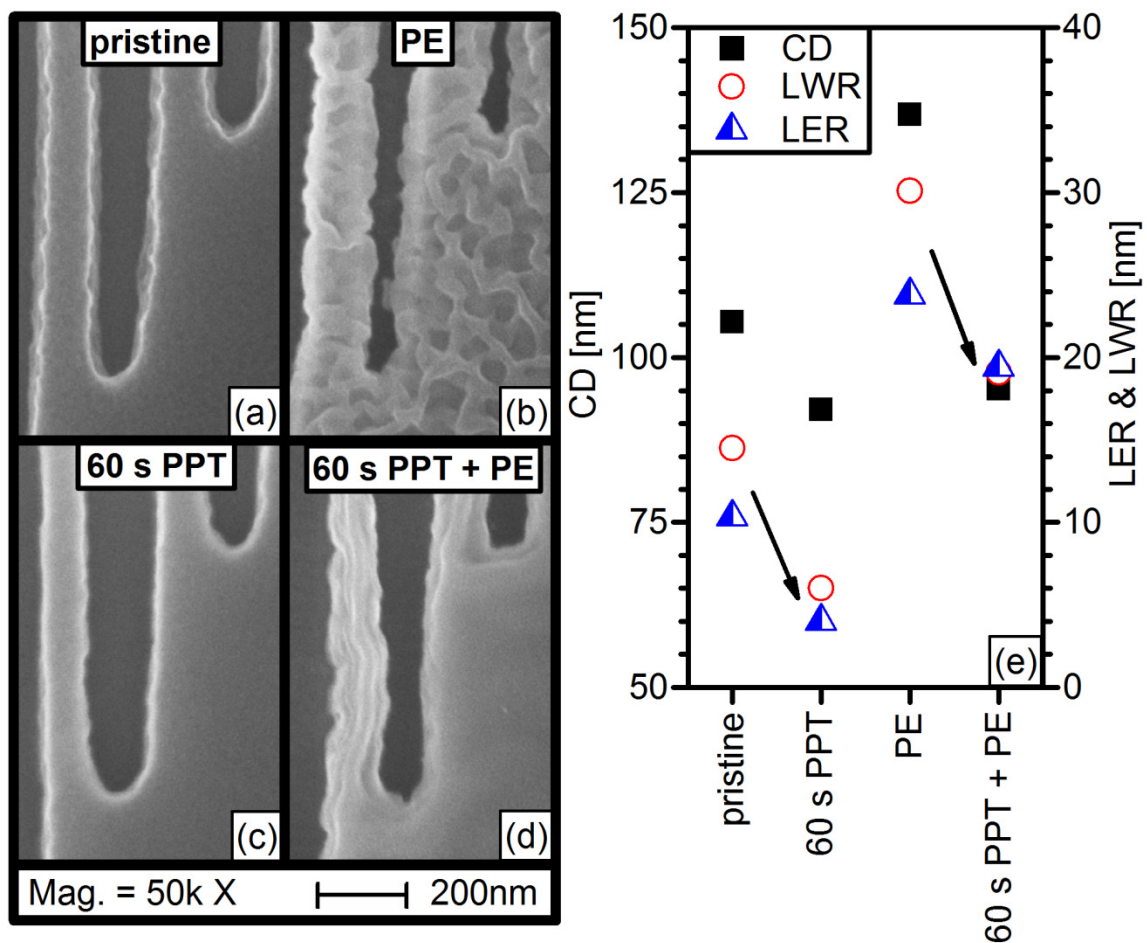 pristine
PE
(a)
(b)
60 s PPT
60 s PPT + PE
(c)
(d)
Mag. = 50k X
200nm
150
125
100
75
50
CD [nm]
CD
LWR
LER
40
30
20
10
0
LER & LWR [nm]
(e)
pristine
60 s PPT
PE
60 s PPT + PE